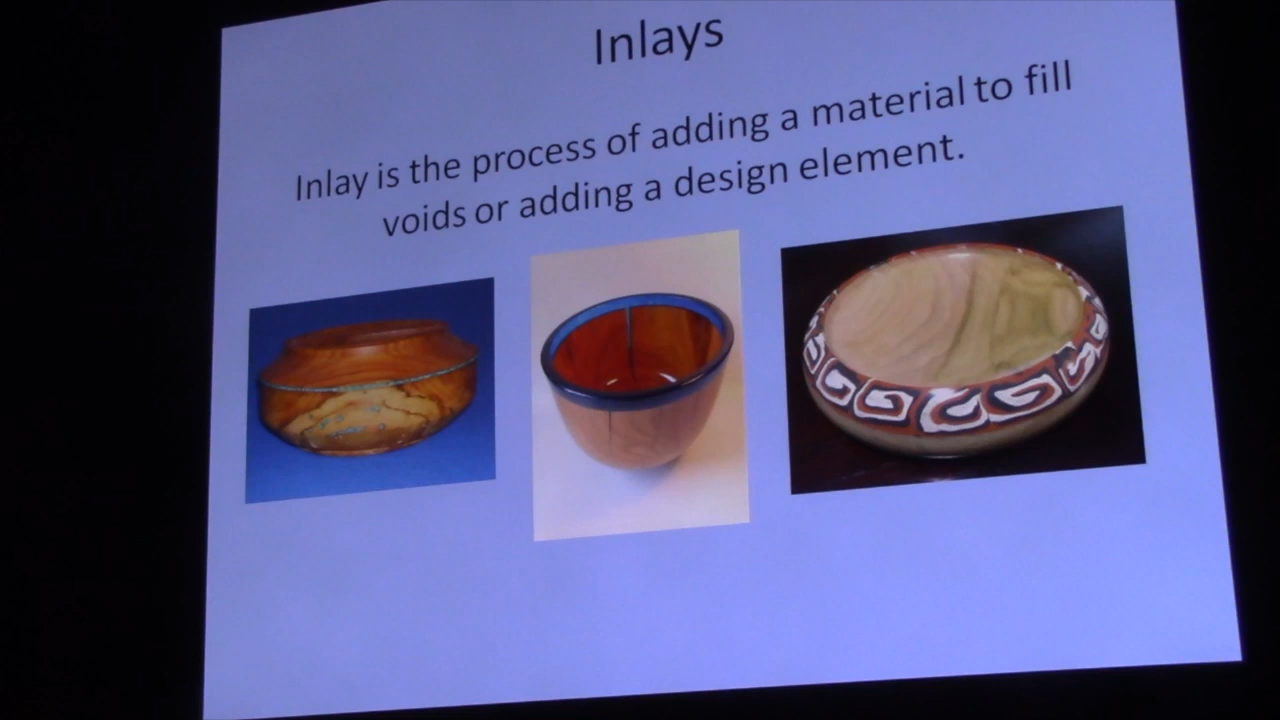 Inlays
Inlay is the process of adding a material to fill
voids or adding a design element.